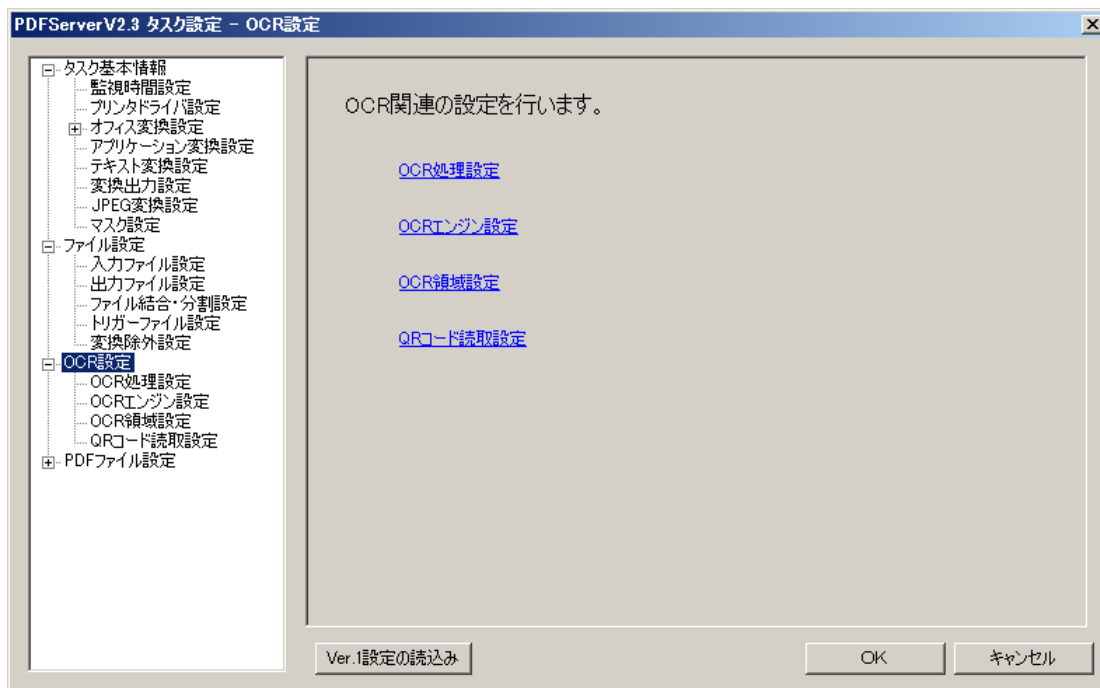 PDFServerV2.3 タスク設定 - OCR設定
タスク基本情報
監視時間設定
プリンタドライバ設定
オフィス変換設定
アプリケーション変換設定
テキスト変換設定
変換出力設定
JPEG変換設定
マスク設定
ファイル設定
入力ファイル設定
出力ファイル設定
ファイル結合・分割設定
トリガーファイル設定
変換除外設定
OCR設定
OCR処理設定
OCRエンジン設定
OCR領域設定
QRコード読取設定
PDFファイル設定
OCR関連の設定を行います。
OCR処理設定
OCRエンジン設定
OCR領域設定
QRコード読取設定
Ver.1設定の読込み
OK
キャンセル